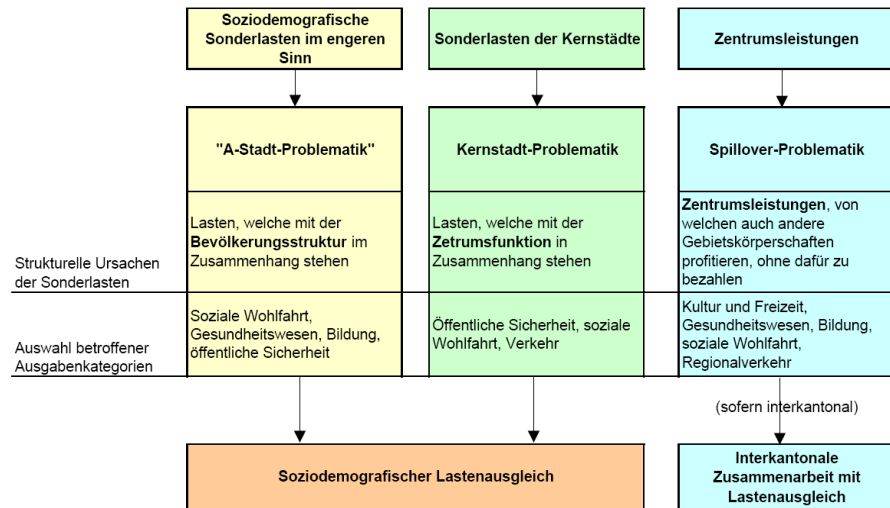 Soziodemografische
Sonderlasten im engeren
Sinn
Sonderlasten der Kernstädte
Zentrumsleistungen
"A-Stadt-Problematik"
Kernstadt-Problematik
Spillover-Problematik
Strukturelle Ursachen
der Sonderlasten
Lasten, welche mit der
Bevölkerungsstruktur im
Zusammenhang stehen
Lasten, welche mit der
Zetrumsfunktion in
Zusammenhang stehen
Zentrumsleistungen, von
welchen auch andere
Gebietskörperschaften
profitieren, ohne dafür zu
bezahlen
Auswahl betroffener
Ausgabenkategorien
Soziale Wohlfahrt,
Gesundheitswesen, Bildung,
öffentliche Sicherheit
Öffentliche Sicherheit, soziale
Wohlfahrt, Verkehr
Kultur und Freizeit,
Gesundheitswesen, Bildung,
soziale Wohlfahrt,
Regionalverkehr
(sofern interkantonal)
Soziodemografischer Lastenausgleich
Interkantonale
Zusammenarbeit mit
Lastenausgleich